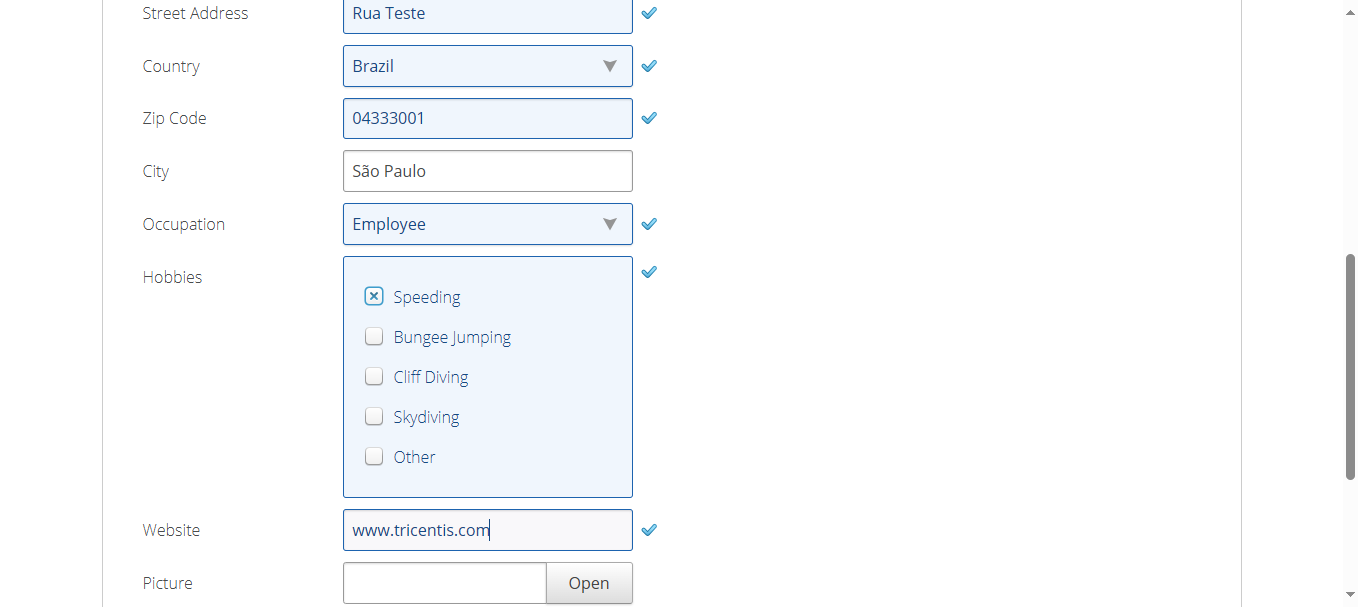 Street Address Rua Teste
Country Brazil
Zip Code 04333001
City São Paulo
Occupation Employee
Hobbies
Speeding
Bungee Jumping
Cliff Diving
Skydiving
Other
Website www.tricentis.com
Picture Open